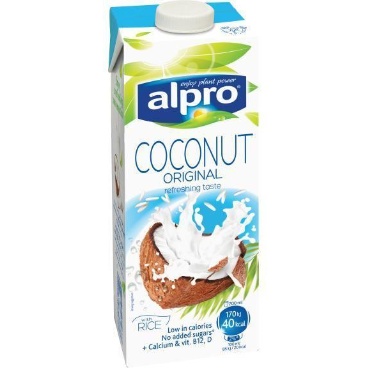 enjoy plant power
alpro
COCONUT
ORIGINAL
refreshing taste
with
RICE
Low in calories
No added sugars*
+ Calcium & vit. B12, D
170kJ
40kcal